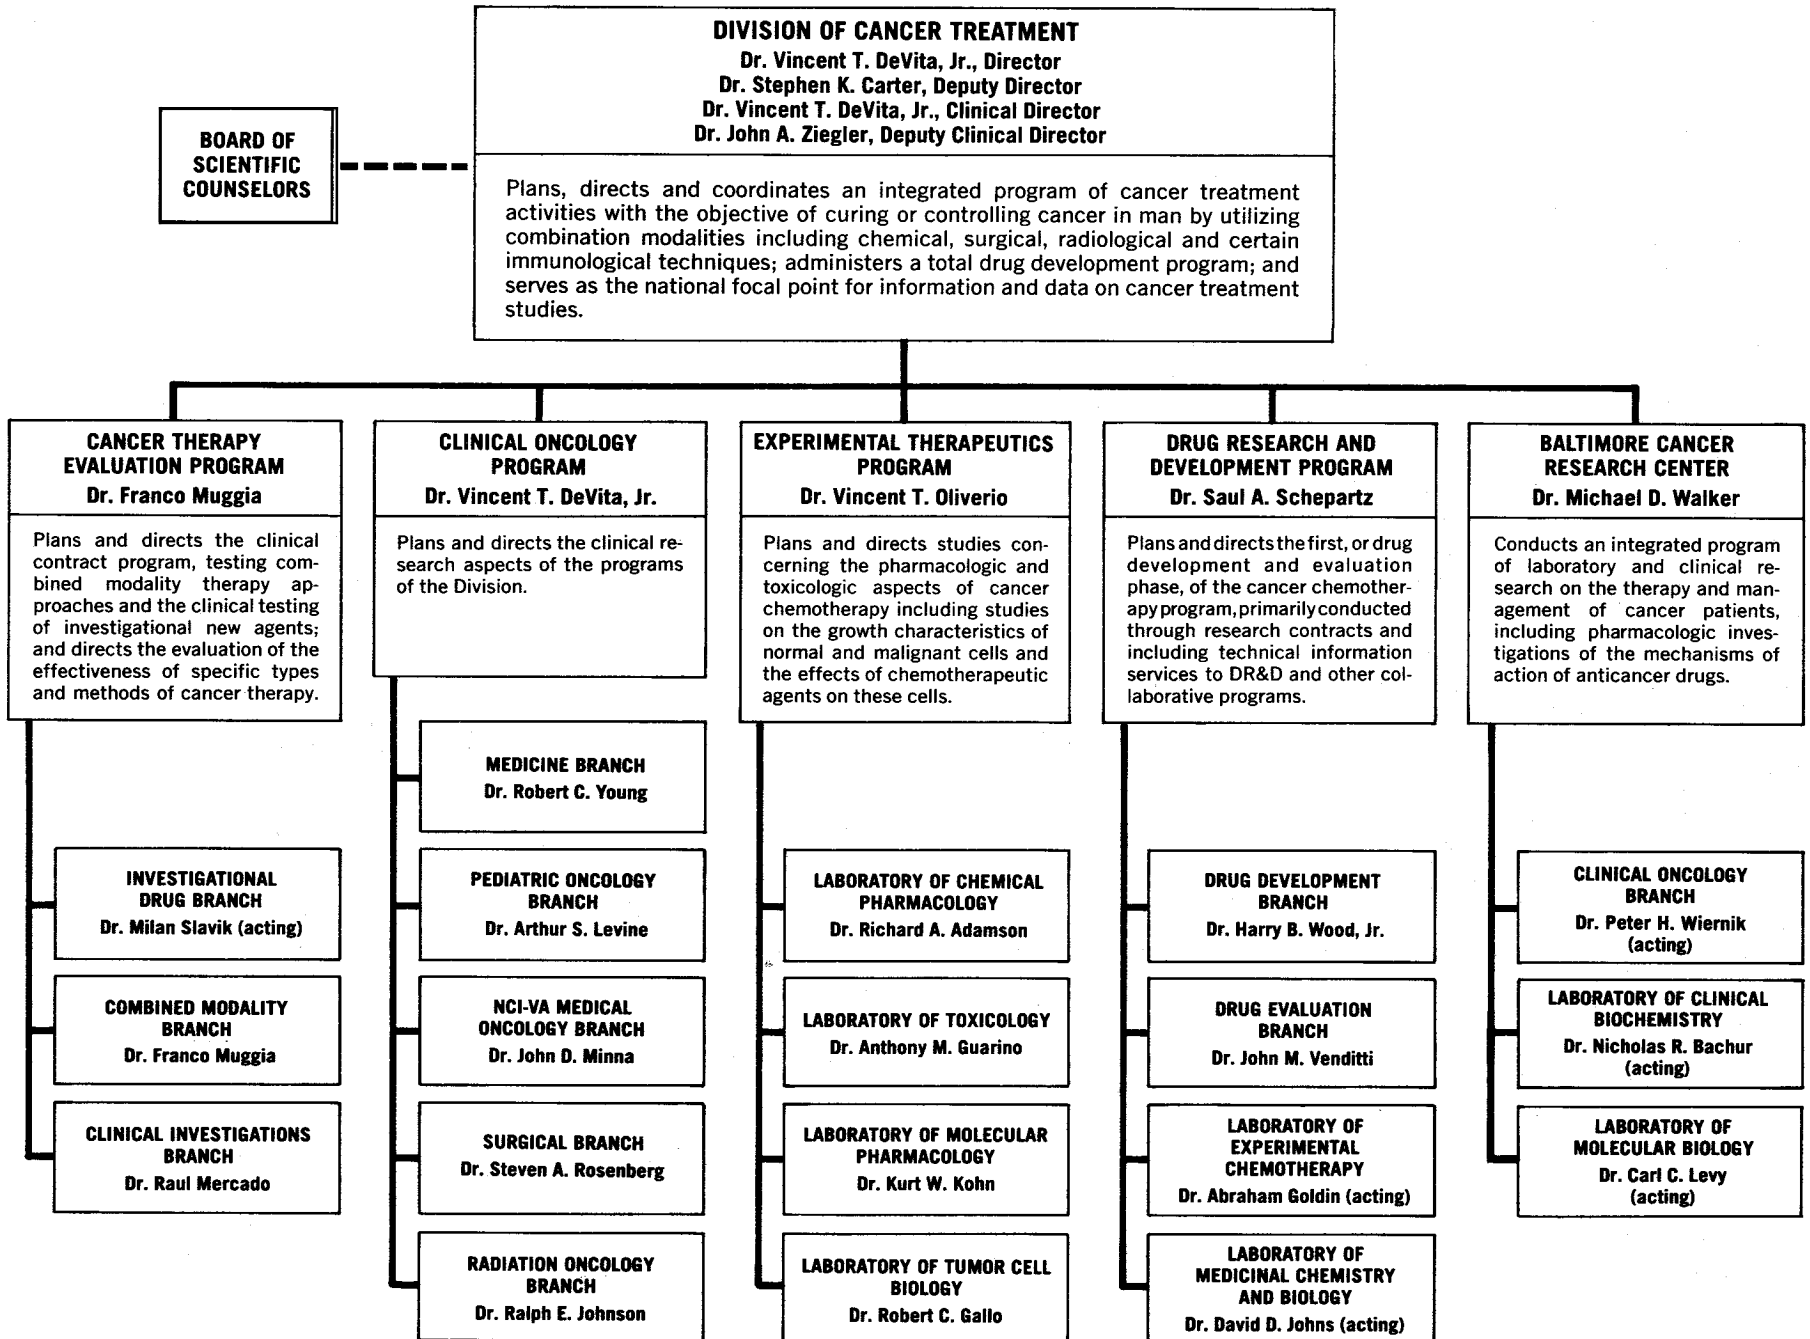 DIVISION OF CANCER TREATMENT
Dr. Vincent T. DeVita, Jr., Director
Dr. Stephen K. Carter, Deputy Director
Dr. Vincent T. DeVita, Jr., Clinical Director
Dr. John A. Ziegler, Deputy Clinical Director
BOARD OF
SCIENTIFIC
COUNSELORS
Plans, directs and coordinates an integrated program of cancer treatment
activities with the objective of curing or controlling cancer in man by utilizing
combination modalities including chemical, surgical, radiological and certain
immunological techniques; administers a total drug development program; and
serves as the national focal point for information and data on cancer treatment
studies.
CANCER THERAPY
EVALUATION PROGRAM
Dr. Franco Muggia
Plans and directs the clinical
contract program, testing com-
bined modality therapy ap-
proaches and the clinical testing
of investigational new agents;
and directs the evaluation of the
effectiveness of specific types
and methods of cancer therapy.
INVESTIGATIONAL
DRUG BRANCH
Dr. Milan Slavik (acting)
COMBINED MODALITY
BRANCH
Dr. Franco Muggia
CLINICAL INVESTIGATIONS
BRANCH
Dr. Raul Mercado
CLINICAL ONCOLOGY
PROGRAM
Dr. Vincent T. DeVita, Jr.
Plans and directs the clinical re-
search aspects of the programs
of the Division.
MEDICINE BRANCH
Dr. Robert C. Young
PEDIATRIC ONCOLOGY
BRANCH
Dr. Arthur S. Levine
NCI-VA MEDICAL
ONCOLOGY BRANCH
Dr. John D. Minna
SURGICAL BRANCH
Dr. Steven A. Rosenberg
RADIATION ONCOLOGY
BRANCH
Dr. Ralph E. Johnson
EXPERIMENTAL THERAPEUTICS
PROGRAM
Dr. Vincent T. Oliverio
Plans and directs studies con-
cerning the pharmacologic and
toxicologic aspects of cancer
chemotherapy including studies
on the growth characteristics of
normal and malignant cells and
the effects of chemotherapeutic
agents on these cells.
LABORATORY OF CHEMICAL
PHARMACOLOGY
Dr. Richard A. Adamson
LABORATORY OF TOXICOLOGY
Dr. Anthony M. Guarino
LABORATORY OF MOLECULAR
PHARMACOLOGY
Dr. Kurt W. Kohn
LABORATORY OF TUMOR CELL
BIOLOGY
Dr. Robert C. Gallo
DRUG RESEARCH AND
DEVELOPMENT PROGRAM
Dr. Saul A. Schepartz
Plans and directs the first, or drug
development and evaluation
phase, of the cancer chemother-
apy program, primarily conducted
through research contracts and
including technical information
services to DR&D and other col-
laborative programs.
DRUG DEVELOPMENT
BRANCH
Dr. Harry B. Wood, Jr.
DRUG EVALUATION
BRANCH
Dr. John M. Venditti
LABORATORY OF
EXPERIMENTAL
CHEMOTHERAPY
Dr. Abraham Goldin (acting)
LABORATORY OF
MEDICINAL CHEMISTRY
AND BIOLOGY
Dr. David D. Johns (acting)
BALTIMORE CANCER
RESEARCH CENTER
Dr. Michael D. Walker
Conducts an integrated program
of laboratory and clinical re-
search on the therapy and man-
agement of cancer patients,
including pharmacologic inves-
tigations of the mechanisms of
action of anticancer drugs.
CLINICAL ONCOLOGY
BRANCH
Dr. Peter H. Wiernik
(acting)
LABORATORY OF CLINICAL
BIOCHEMISTRY
Dr. Nicholas R. Bachur
(acting)
LABORATORY OF
MOLECULAR BIOLOGY
Dr. Carl C. Levy
(acting)